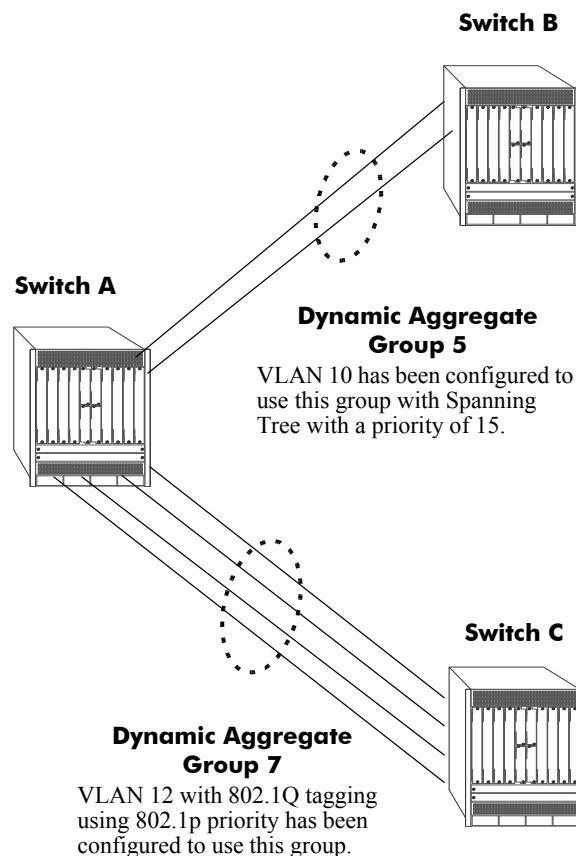 Switch B
Switch A
Dynamic Aggregate
Group 5
VLAN 10 has been configured to
use this group with Spanning
Tree with a priority of 15.
Switch C
Dynamic Aggregate
Group 7
VLAN 12 with 802.1Q tagging
using 802.1p priority has been
configured to use this group.